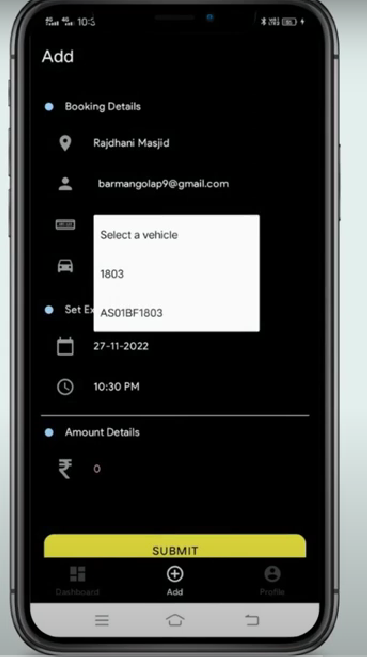 10:3
Add
Booking Details
Rajdhani Masjid
barmangolap9@gmail.com
Select a vehicle
1803
AS01BF1803
Set Ex
27-11-2022
10:30 PM
Amount Details
₹ 0
SUBMIT
Dashboard
Add
Profile